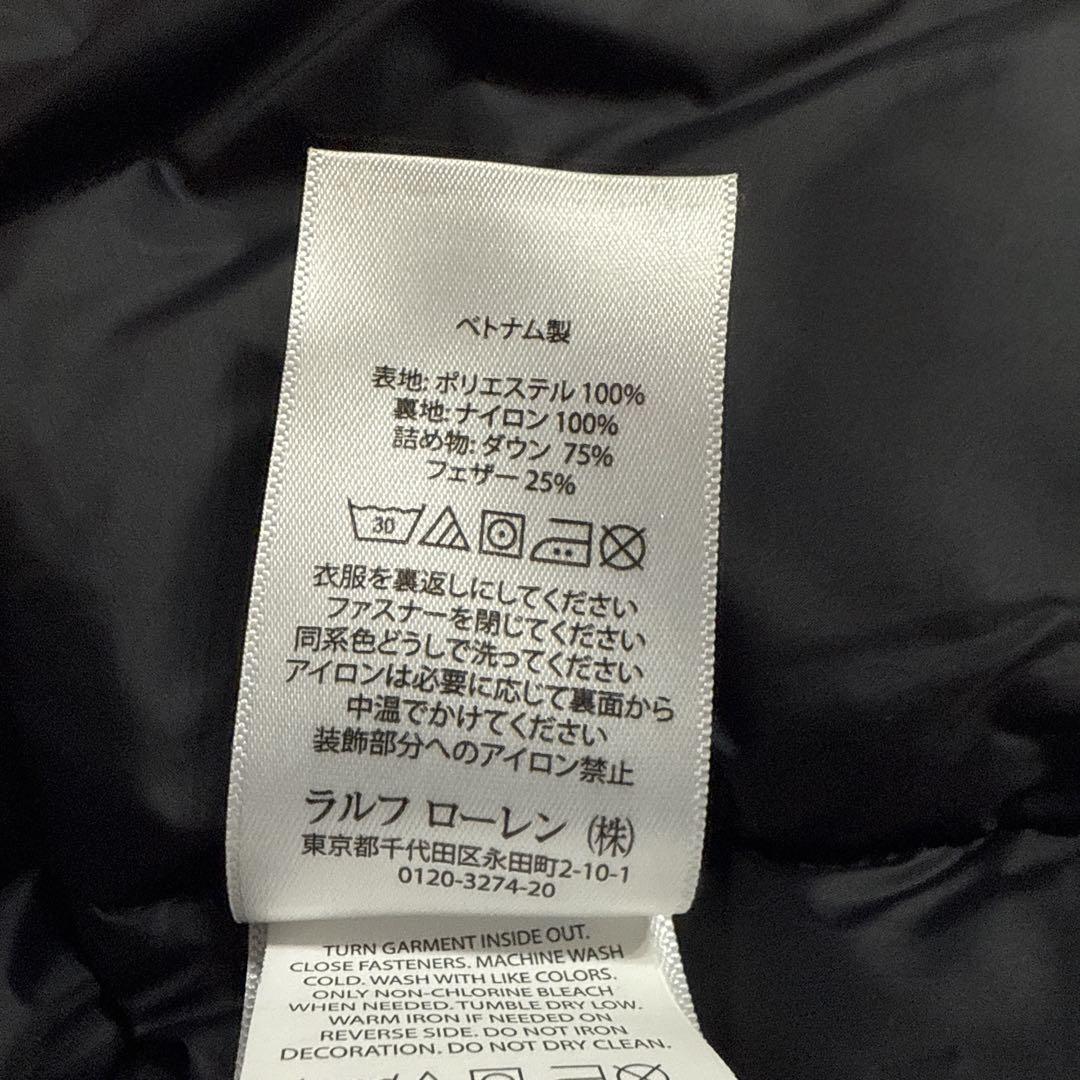 ベトナム製
表地: ポリエステル 100%
裏地: ナイロン 100%
詰め物: ダウン 75%
フェザー 25%
30
衣服を裏返しにしてください
ファスナーを閉じてください
同系色どうしで洗ってください
アイロンは必要に応じて裏面から
中温でかけてください
装飾部分へのアイロン禁止
ラルフ ローレン (株)
東京都千代田区永田町2-10-1
0120-3274-20
TURN GARMENT INSIDE OUT.
CLOSE FASTENERS. MACHINE WASH
COLD. WASH WITH LIKE COLORS.
ONLY NON-CHLORINE BLEACH
WHEN NEEDED. TUMBLE DRY LOW.
WARM IRON IF NEEDED ON
REVERSE SIDE. DO NOT IRON
DECORATION. DO NOT DRY CLEAN.